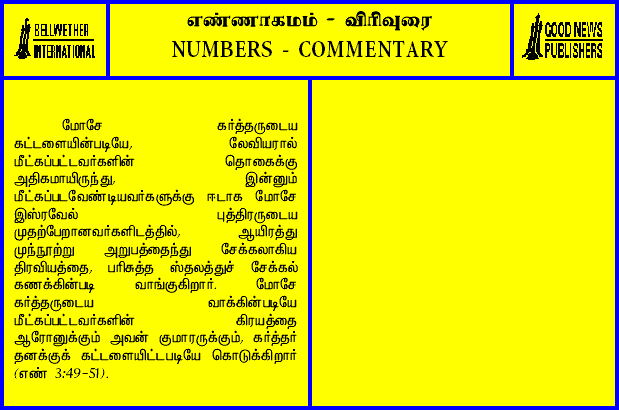 BELLWETHER
INTERNATIONAL
எண்ணாகமம் - விரிவுரை
NUMBERS - COMMENTARY
GOOD NEWS
PUBLISHERS
மோசே கர்த்தருடைய
கட்டளையின்படியே, லேவியரால்
மீட்கப்பட்டவர்களின் தொகைக்கு
அதிகமாயிருந்து, இன்னும்
மீட்கப்படவேண்டியவர்களுக்கு ஈடாக மோசே
இஸ்ரவேல் புத்திரருடைய
முதற்பேறானவர்களிடத்தில், ஆயிரத்து
முந்நூற்று அறுபத்தைந்து சேக்கலாகிய
திரவியத்தை, பரிசுத்த ஸ்தலத்துச் சேக்கல்
கணக்கின்படி வாங்குகிறார். மோசே
கர்த்தருடைய வாக்கின்படியே
மீட்கப்பட்டவர்களின் கிரயத்தை
ஆரோனுக்கும் அவன் குமாரருக்கும், கர்த்தர்
தனக்குக் கட்டளையிட்டபடியே கொடுக்கிறார்
(எண் 3:49-51).